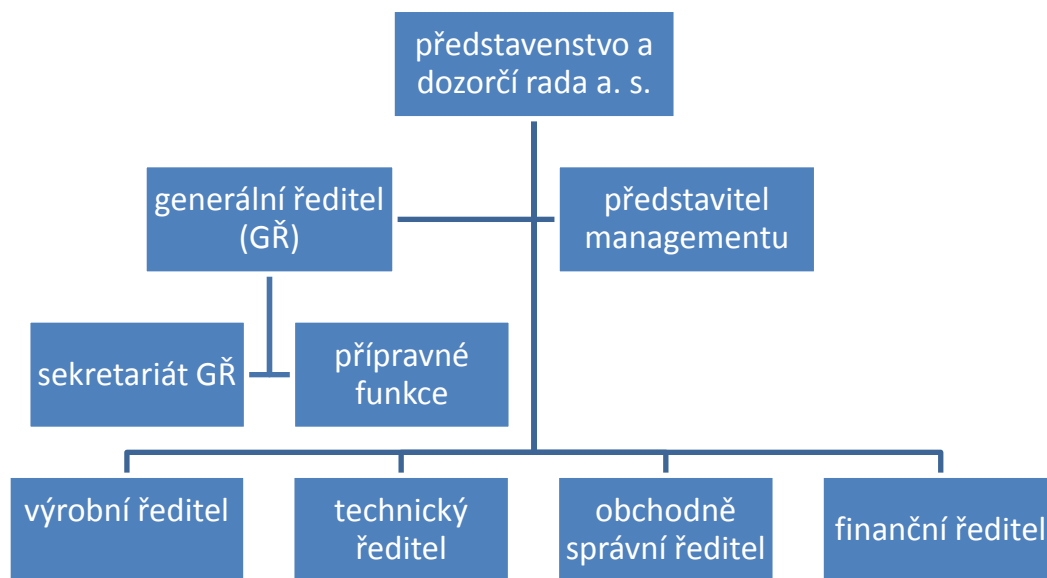 představenstvo a
dozorčí rada a. s.
generální ředitel
(GŘ)
představitel
managementu
sekretariát GŘ
přípravné
funkce
výrobní ředitel
technický
ředitel
obchodně
správní ředitel
finanční ředitel